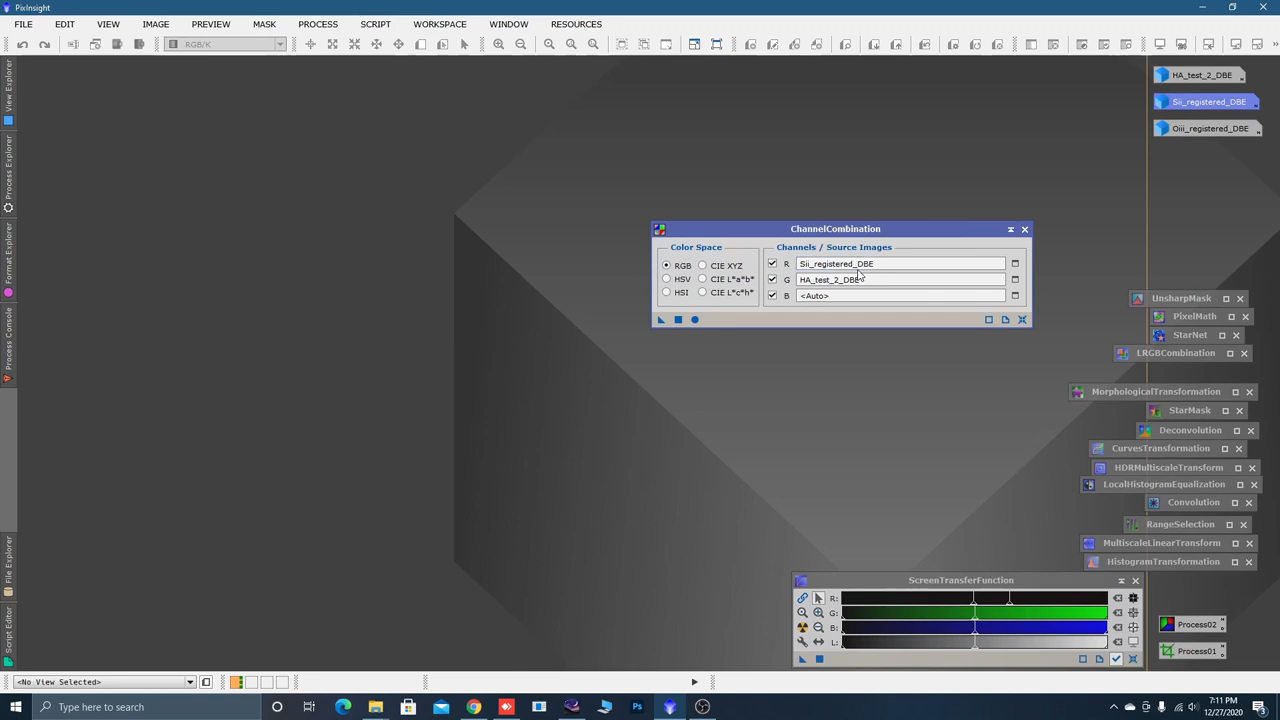 PixInsight
FILE EDIT VIEW IMAGE PREVIEW MASK PROCESS SCRIPT WORKSPACE WINDOW RESOURCES
RGB/K
View Explorer
Process Explorer
Format Explorer
Process Console
File Explorer
Script Editor
HA_test_2_DBE
Sii_registered_DBE
Oiii_registered_DBE
ChannelCombination
Color Space
Channels / Source Images
RGB CIE XYZ
HSV CIE L*a*b*
HSI CIE L*c*h*
R Sii_registered_DBE
G HA_test_2_DBE
B <Auto>
UnsharpMask
PixelMath
StarNet
LRGBCombination
MorphologicalTransformation
StarMask
Deconvolution
CurvesTransformation
HDRMultiscaleTransform
LocalHistogramEqualization
Convolution
RangeSelection
MultiscaleLinearTransform
HistogramTransformation
ScreenTransferFunction
R:
G:
B:
L:
Process02
Process01
<No View Selected>
Type here to search
7:11 PM
12/27/2020